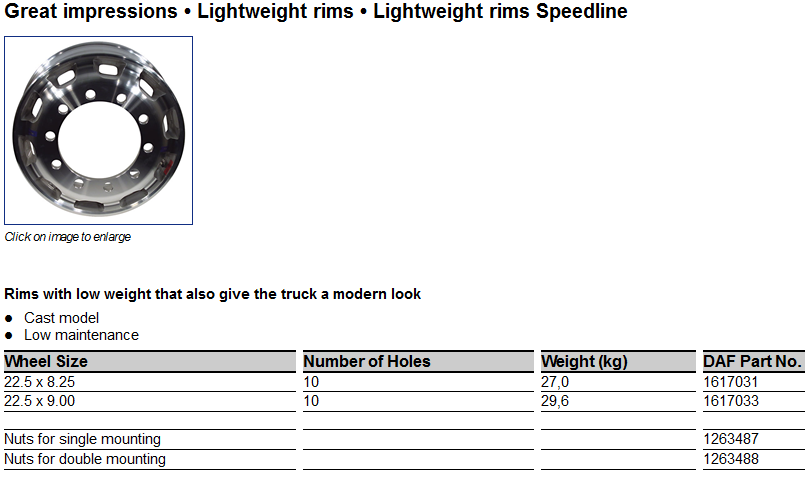 Great impressions • Lightweight rims • Lightweight rims Speedline
Click on image to enlarge
Rims with low weight that also give the truck a modern look
● Cast model
● Low maintenance
Wheel Size Number of Holes Weight (kg) DAF Part No.
22.5 x 8.25 10 27,0 1617031
22.5 x 9.00 10 29,6 1617033
Nuts for single mounting 1263487
Nuts for double mounting 1263488